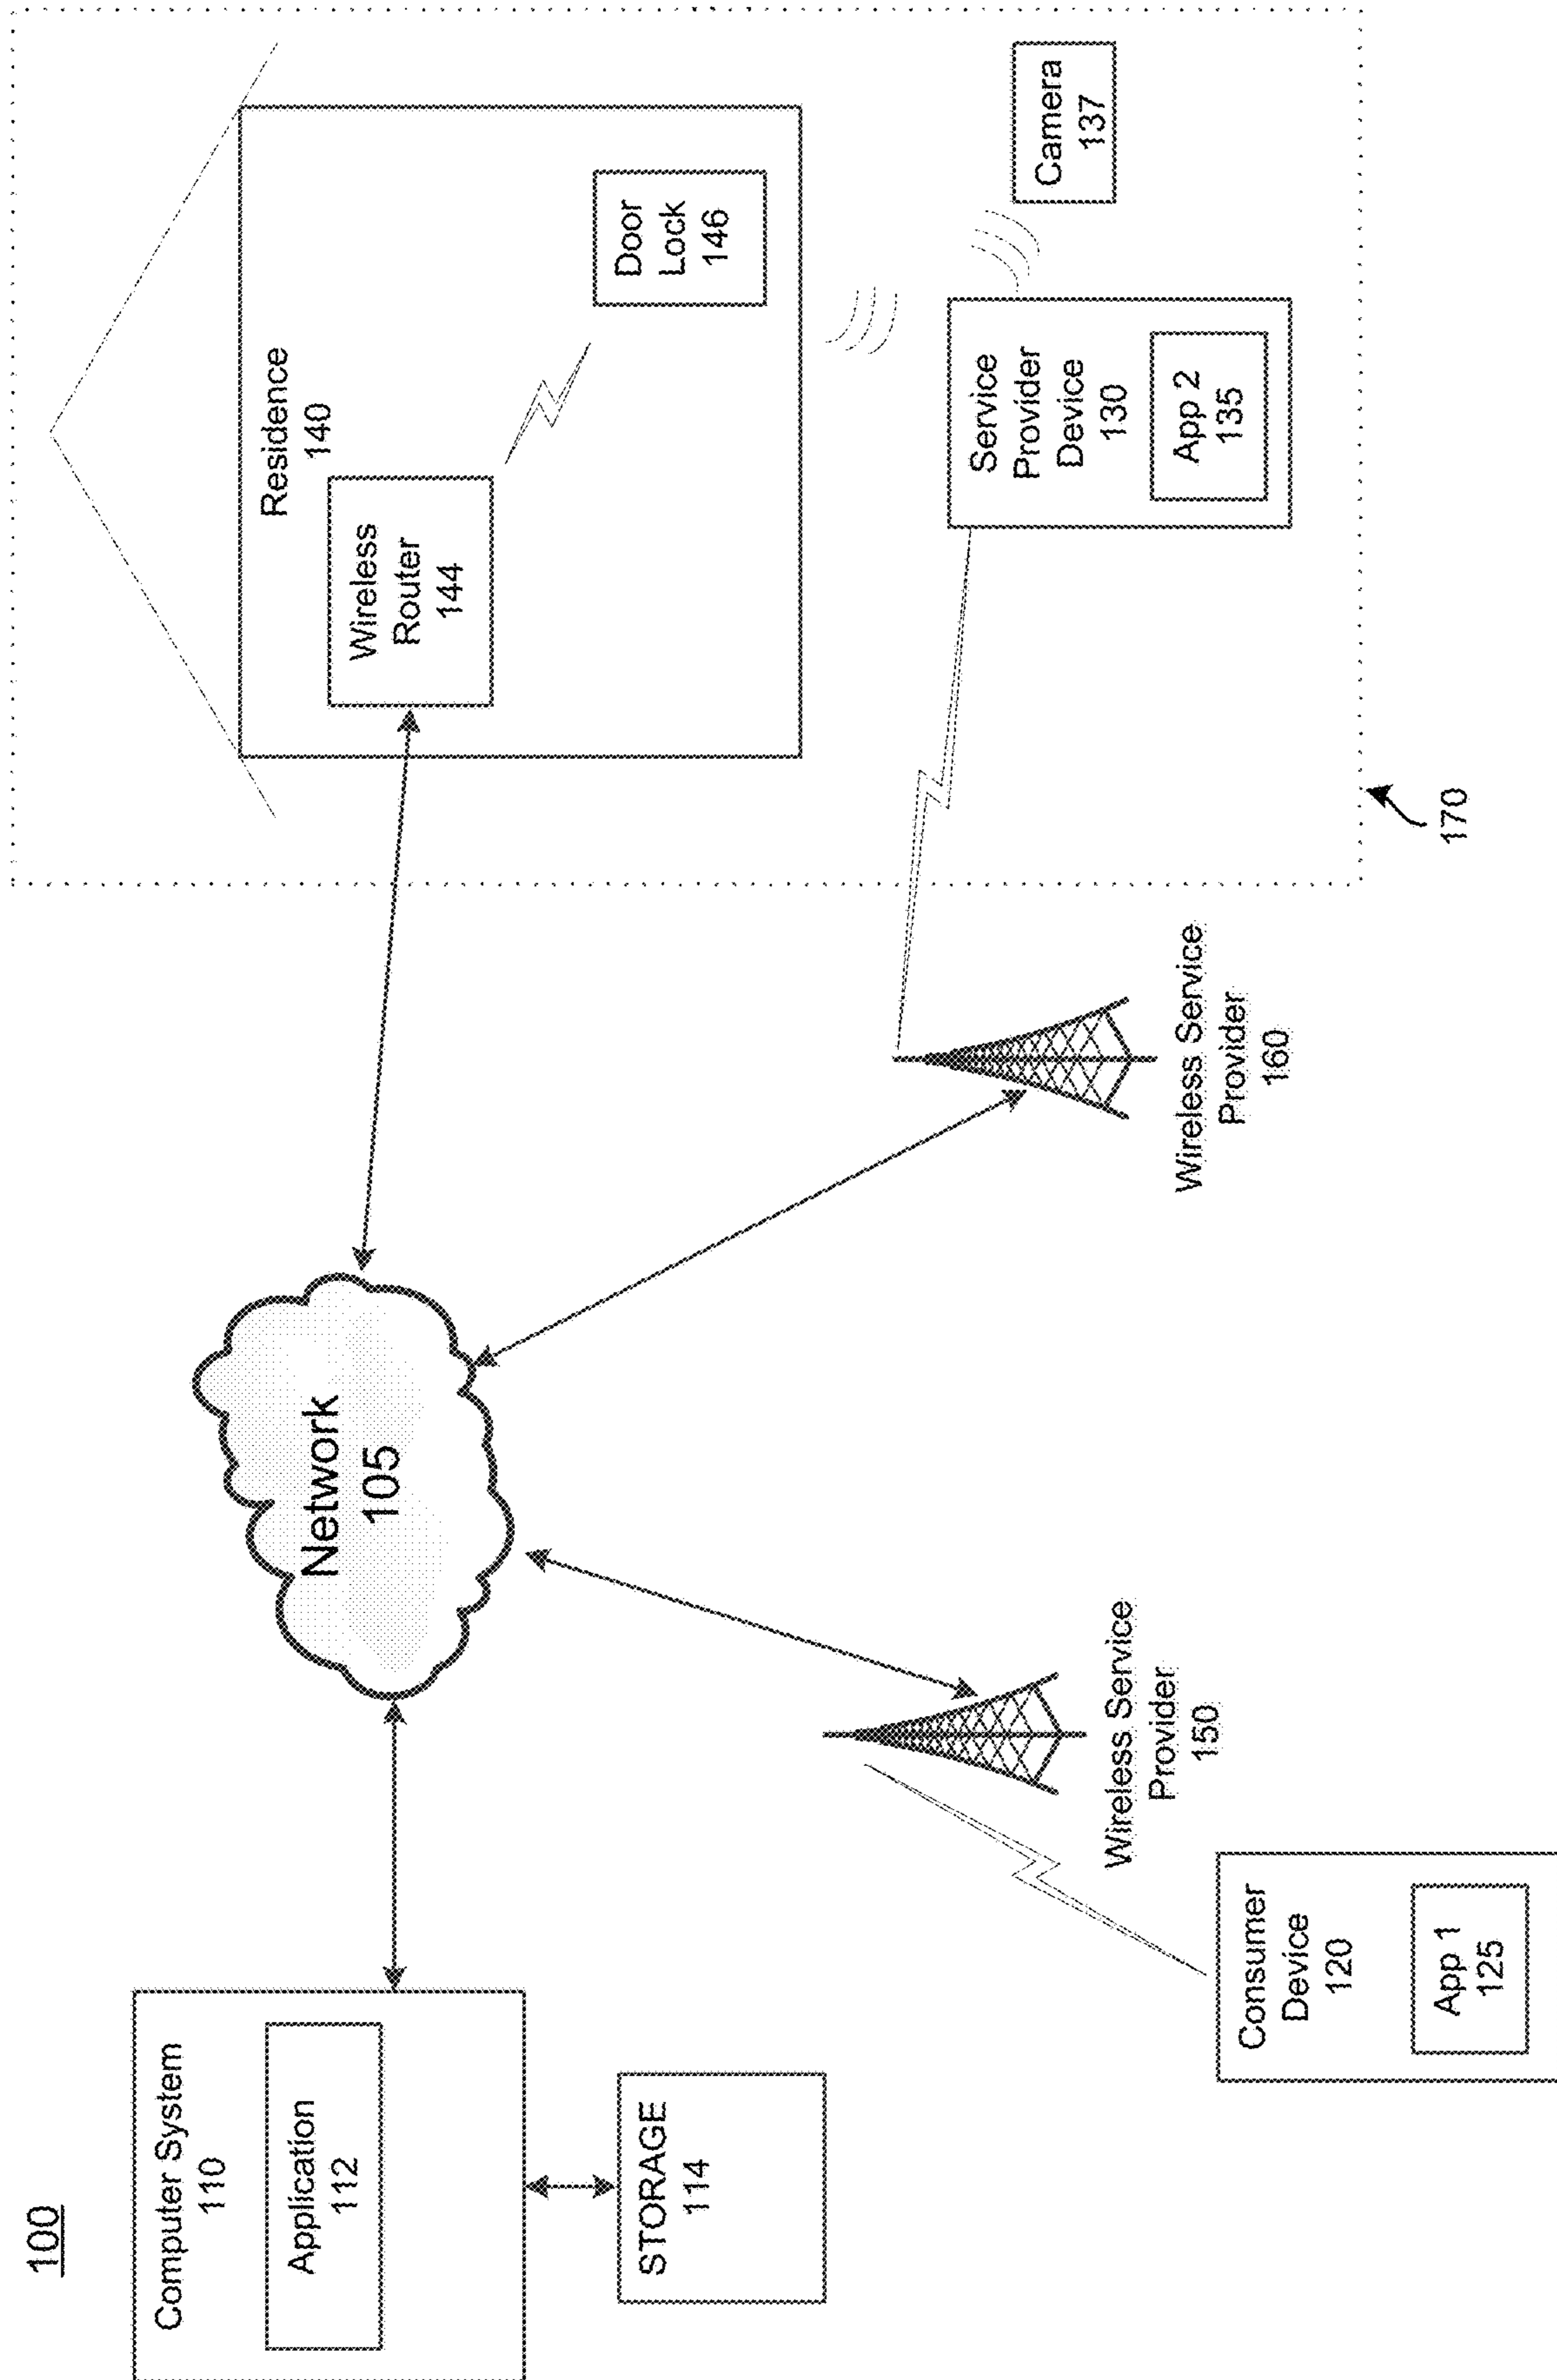 100
Computer System
110
Application
112
STORAGE
114
Network
105
Consumer
Device
120
App 1
125
Wireless Service
Provider
150
Wireless Service
Provider
160
Residence
140
Wireless
Router
144
Door
Lock
146
Service
Provider
Device
130
App 2
135
Camera
137
170